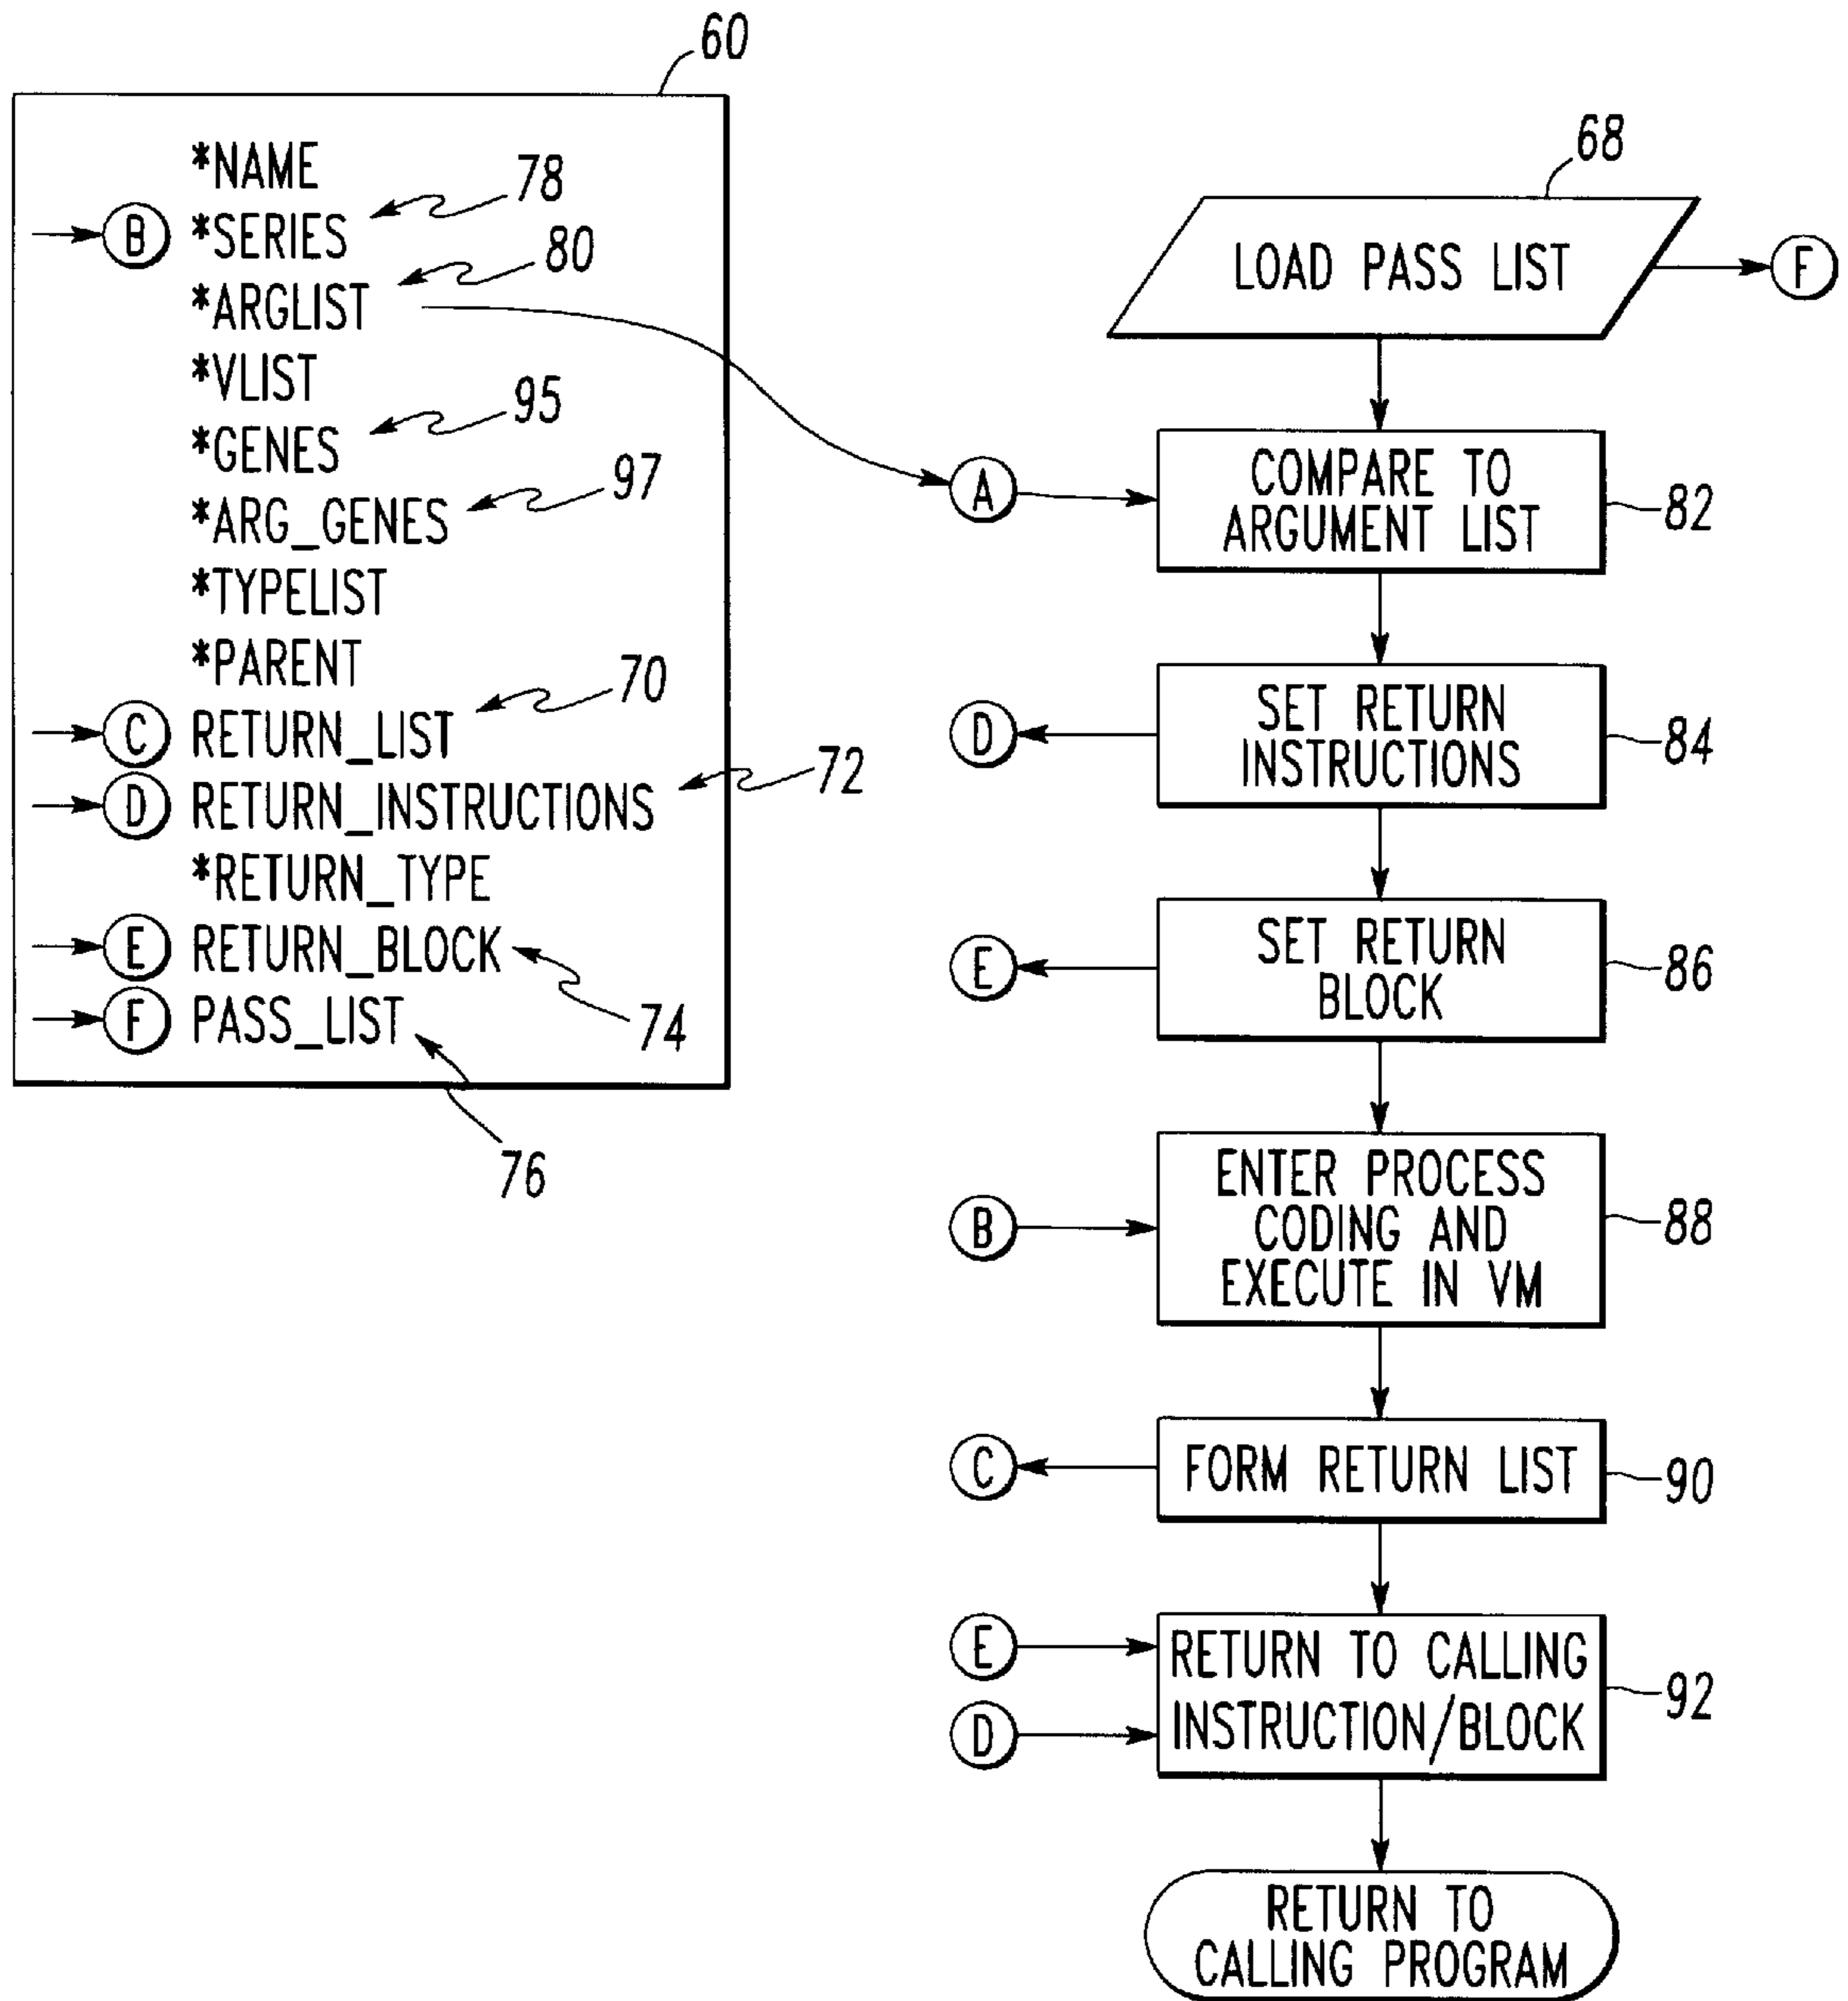 60
*NAME
78
B *SERIES
80
*ARGLIST
*VLIST
95
*GENES
97
*ARG_GENES
*TYPELIST
*PARENT
70
C RETURN_LIST
72
D RETURN_INSTRUCTIONS
*RETURN_TYPE
E RETURN_BLOCK
74
F PASS_LIST
76
68
LOAD PASS LIST
F
A
COMPARE TO
ARGUMENT LIST
82
D
SET RETURN
INSTRUCTIONS
84
E
SET RETURN
BLOCK
86
B
ENTER PROCESS
CODING AND
EXECUTE IN VM
88
C
FORM RETURN LIST
90
E
D
RETURN TO CALLING
INSTRUCTION/BLOCK
92
RETURN TO
CALLING PROGRAM